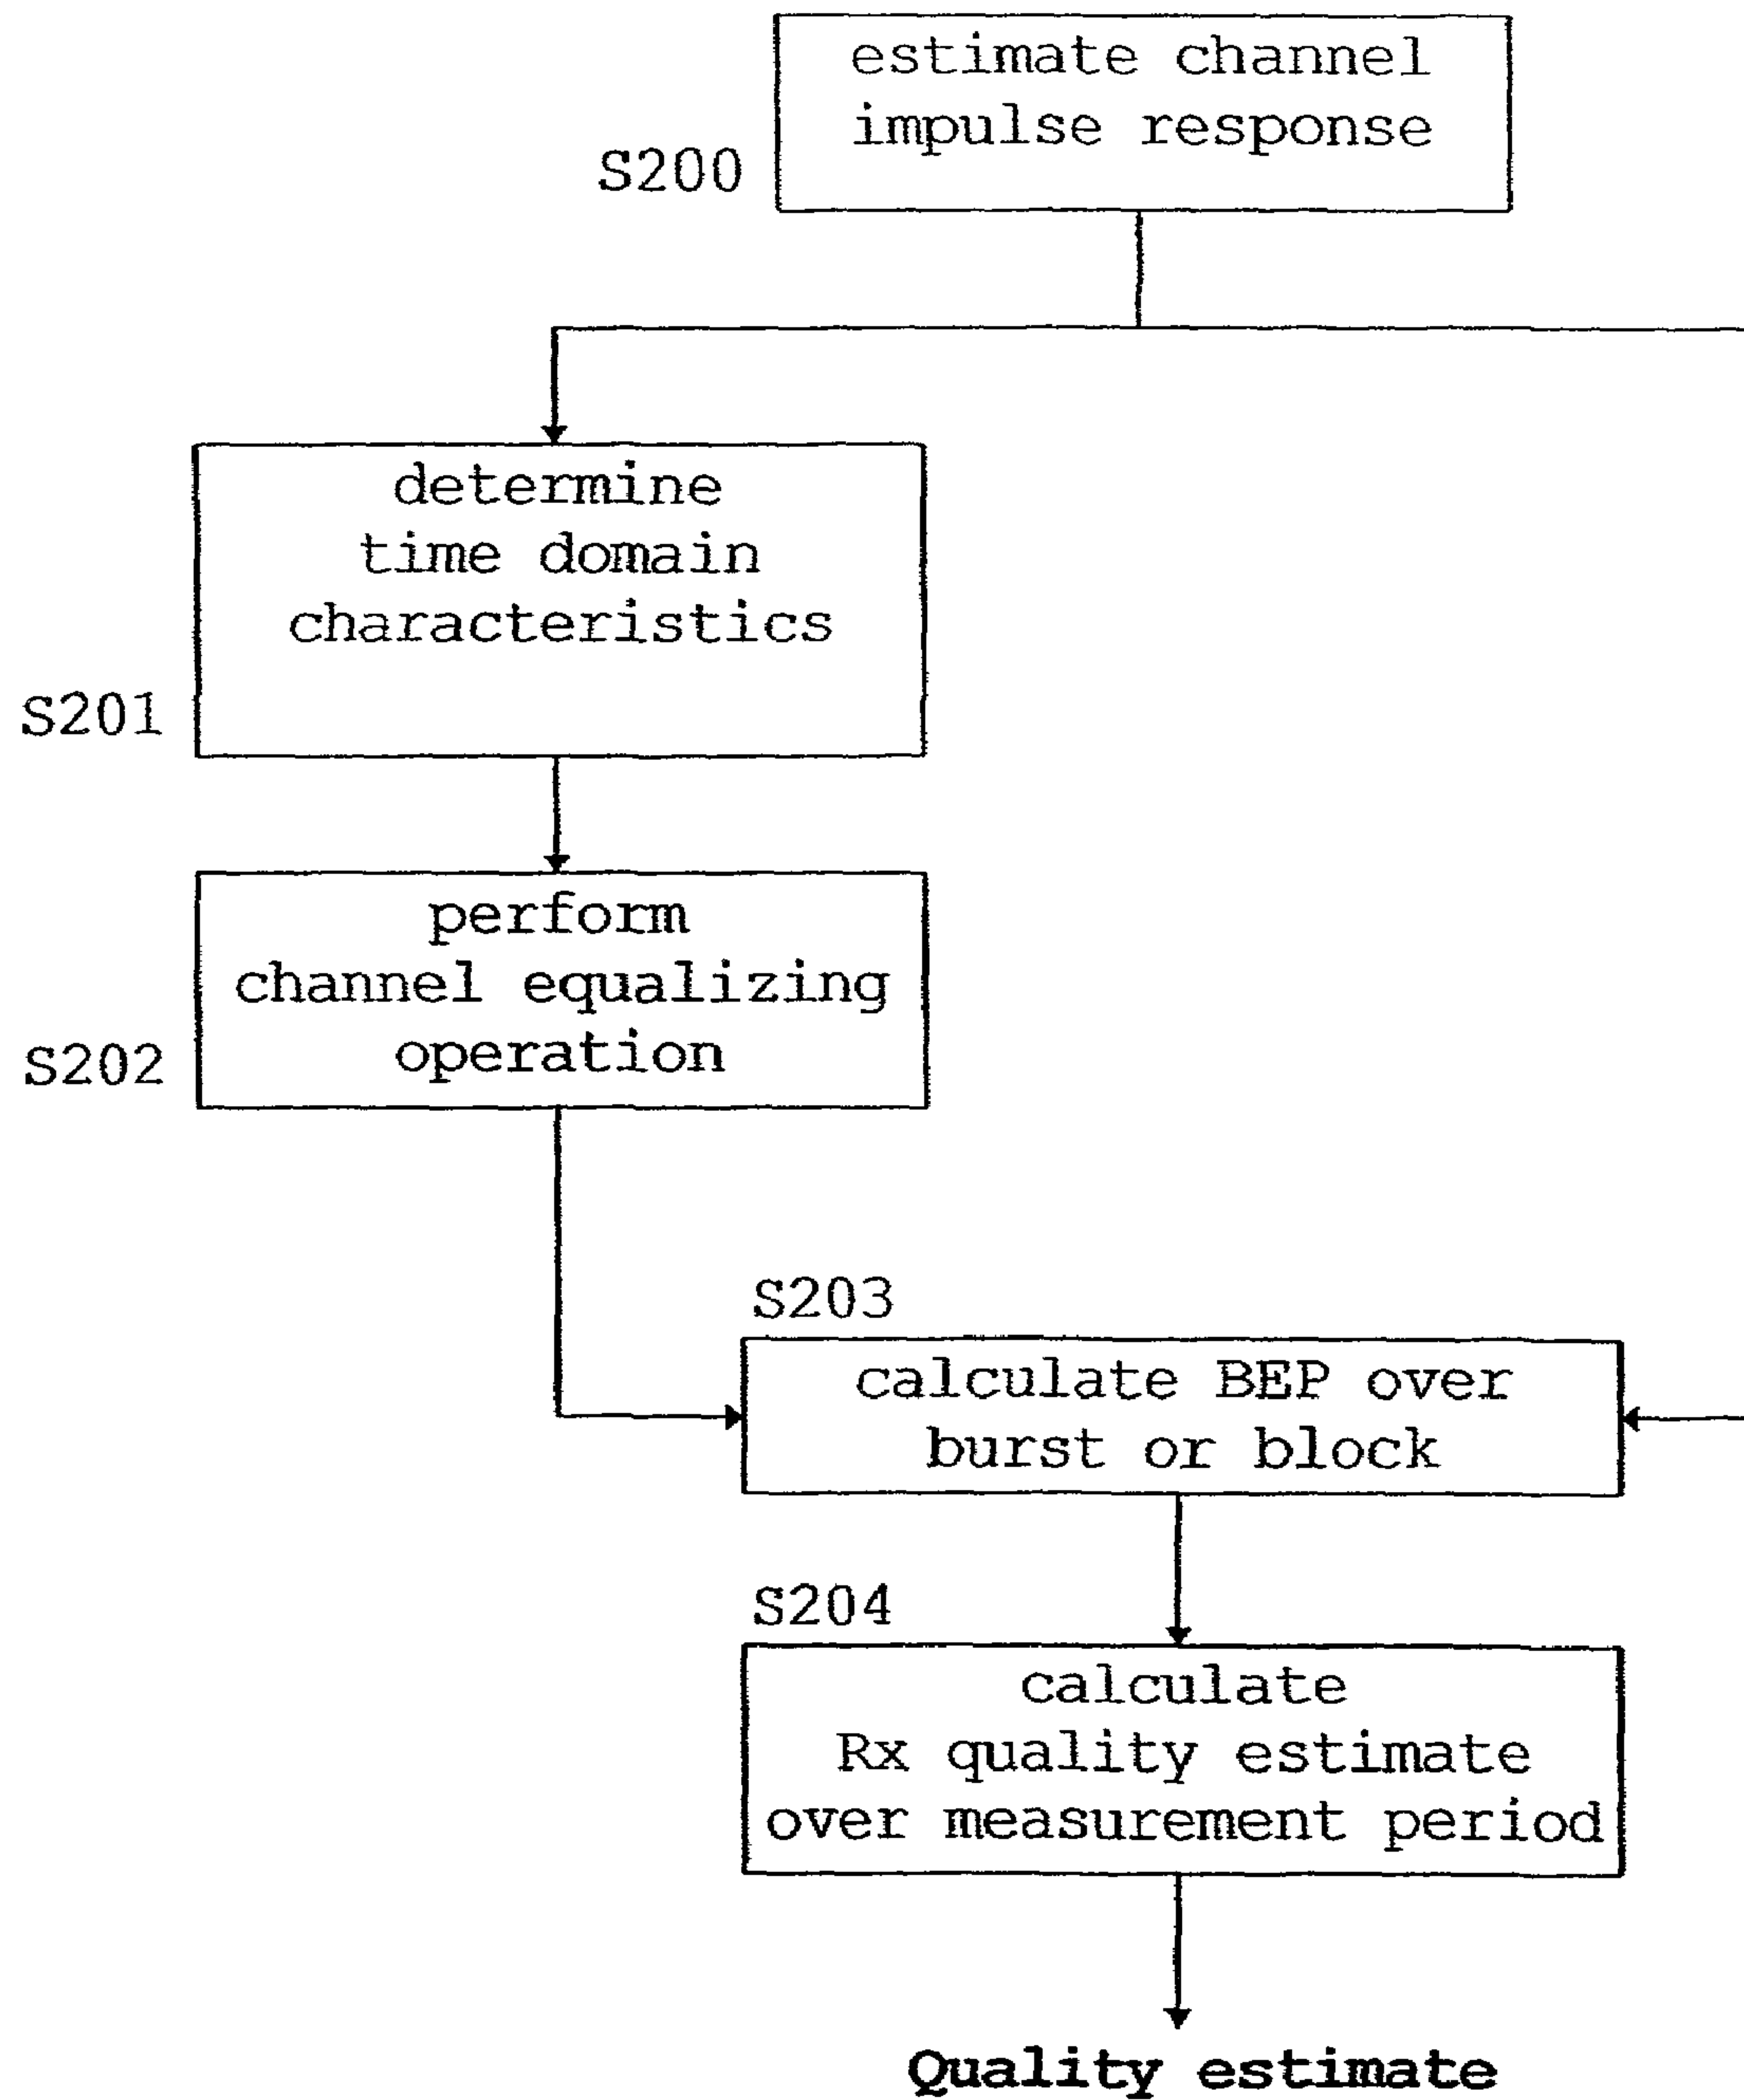 estimate channel
impulse response
S200
determine
time domain
characteristics
S201
perform
channel equalizing
operation
S202
S203
calculate BEP over
burst or block
S204
calculate
Rx quality estimate
over measurement period
Quality estimate